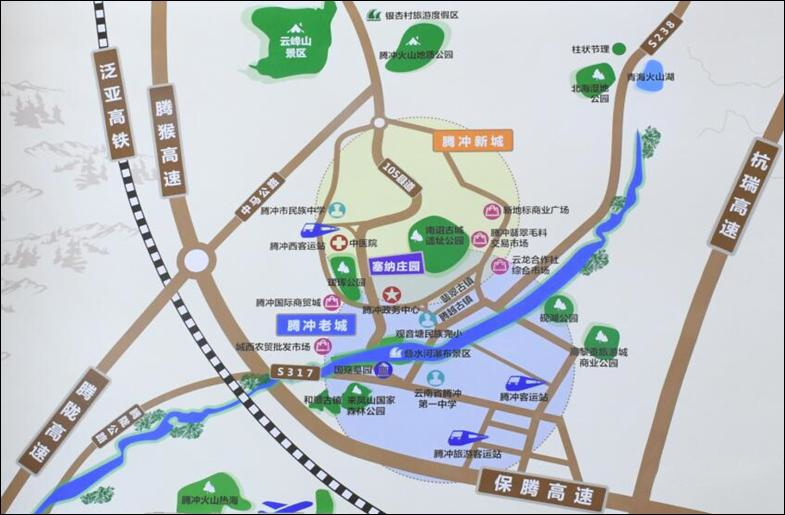 银杏村旅游度假区
云峰山
景区
腾冲火山地质公园
S238
柱状节理
北海湿地
公园
青海火山湖
泛亚高铁
腾猴高速
中马公路
腾冲新城
105县道
杭瑞高速
腾冲市民族中学
新地标商业广场
腾冲西客运站
中医院
南诏古城
遗址公园
腾冲翡翠毛料
交易市场
塞纳庄园
云龙合作社
综合市场
翡翠古镇
腾越古镇
腾冲国际商贸城
腾冲政务中心
腾冲老城
观音塘民族完小
观湖公园
城西农贸批发市场
叠水河瀑布景区
商业公园
S317
国殇墓园
和顺古镇
来凤山国家
森林公园
云南省腾冲
第一中学
腾冲客运站
腾陇高速
腾陇公路
腾冲旅游客运站
保腾高速
腾冲火山热海